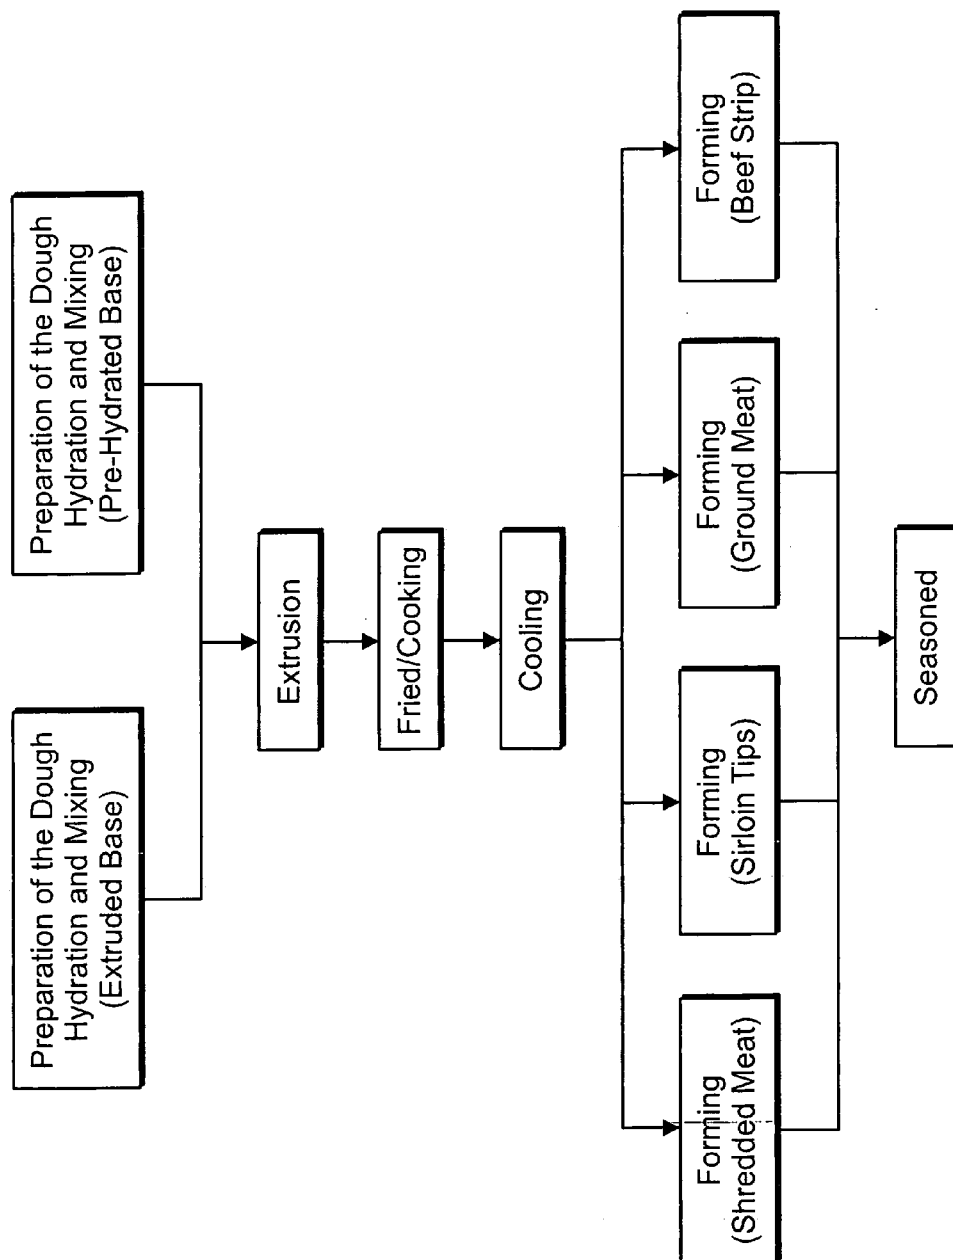 Preparation of the Dough
Hydration and Mixing
(Extruded Base)
Preparation of the Dough
Hydration and Mixing
(Pre-Hydrated Base)
Extrusion
Fried/Cooking
Cooling
Forming
(Shredded Meat)
Forming
(Sirloin Tips)
Forming
(Ground Meat)
Forming
(Beef Strip)
Seasoned